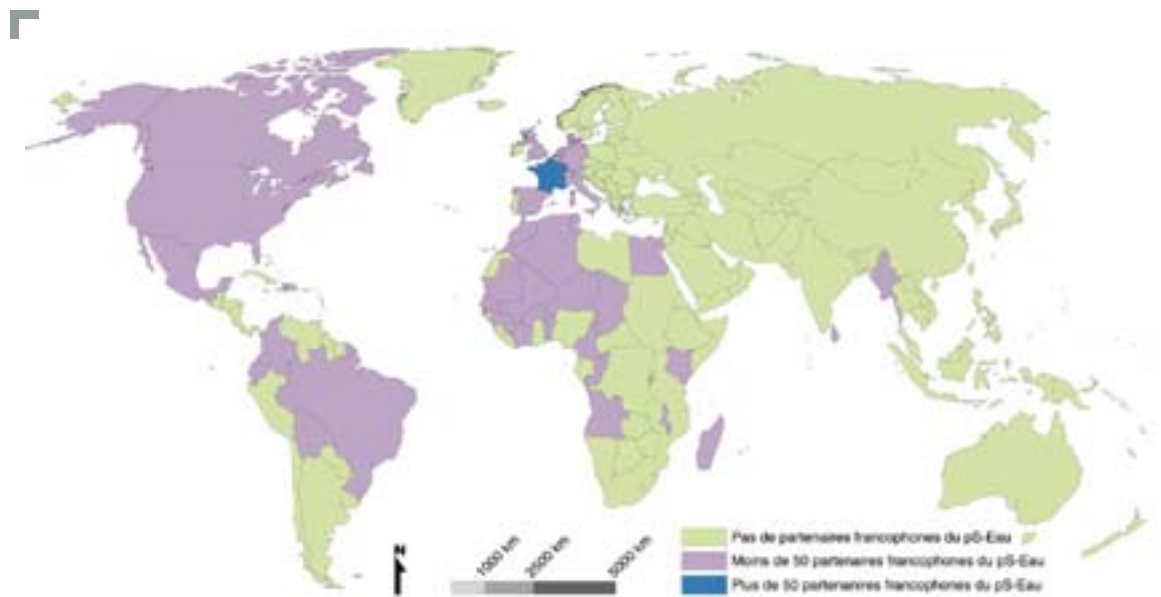 N
1000 km
2500 km
5000 km
Pas de partenaires francophones du pS-Eau
Moins de 50 partenaires francophones du pS-Eau
Plus de 50 partenanires francophones du pS-Eau